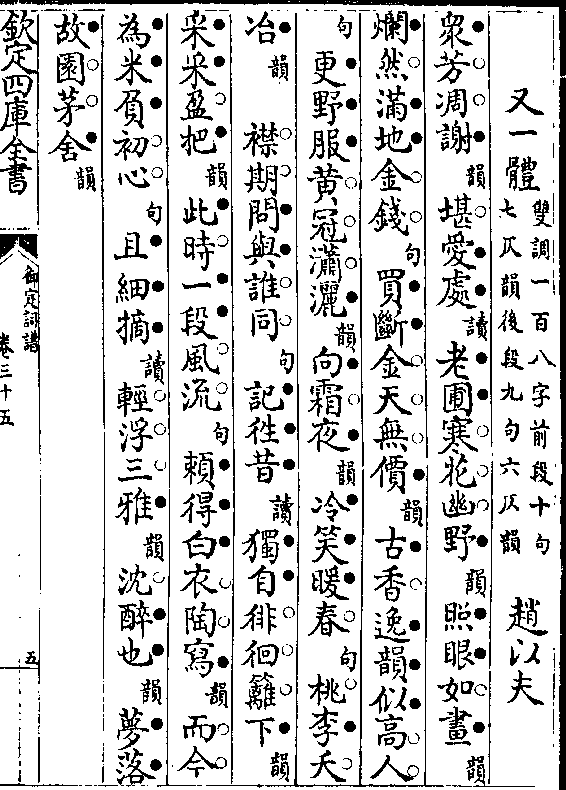 又一體 雙調一百八字前段十句七仄韻後段九句六仄韻 趙以夫
衆芳凋謝韻堪愛處讀老圃寒花幽野韻照眼如畫韻
爛然滿地金錢句買斷金天無價韻古香逸韻似高人
句更野服黄冠瀟灑韻向霜夜韻冷笑暖春句桃李夭
冶韻 襟期問與誰同句記徃昔讀獨自徘徊籬下韻
采采盈把韻此時一段風流句頼得白衣陶寫韻而今
為米負初心句且細摘讀輕浮三雅韻沈醉也韻夢落
故園茅舍韻
欽定四庫全書
御定詞譜
卷三十五
五